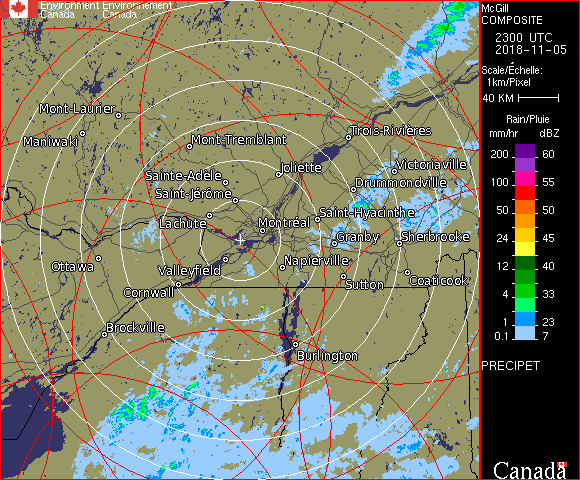 Environment Environnement
Canada Canada
McGill
COMPOSITE
2300 UTC
2018-11-05
Scale/Échelle:
1km/Pixel
40 KM
Rain/Pluie
mm/hr dBZ
200 60
100 55
100 55
50 50
24 45
12 40
4 33
1 23
0.1 7
PRECIPET
Canada
Mont-Laurier
Maniwaki
Mont-Tremblant
Trois-Rivières
Joliette
Victoriaville
Sainte-Adèle
Drummondville
Saint-Jérôme
Saint-Hyacinthe
Lachute
Montréal
Granby
Sherbrooke
Ottawa
Valleyfield
Napierville
Cornwall
Sutton
Coaticook
Brockville
Burlington